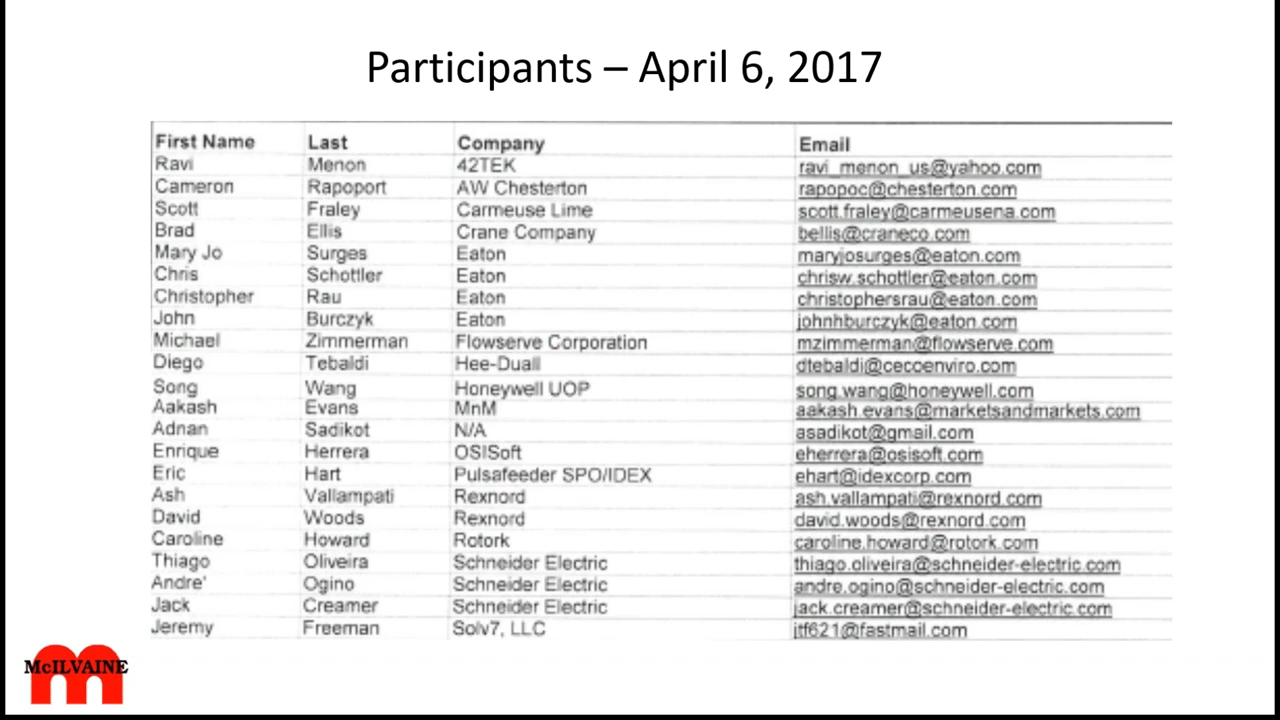 Participants – April 6, 2017
First Name Last Company Email
Ravi Menon 42TEK ravi_menon_us@yahoo.com
Cameron Rapoport AW Chesterton rapopoc@chesterton.com
Scott Fraley Carmeuse Lime scott.fraley@carmeusena.com
Brad Ellis Crane Company bellis@craneco.com
Mary Jo Surges Eaton maryjosurges@eaton.com
Chris Schottler Eaton chrisw.schottler@eaton.com
Christopher Rau Eaton christophersrau@eaton.com
John Burczyk Eaton johnhburczyk@eaton.com
Michael Zimmerman Flowserve Corporation mzimmerman@flowserve.com
Diego Tebaldi Hee-Duall dtebaldi@cecoenviro.com
Song Wang Honeywell UOP song.wang@honeywell.com
Aakash Evans MnM aakash.evans@marketsandmarkets.com
Adnan Sadikot N/A asadikot@gmail.com
Enrique Herrera OSISoft eherrera@osisoft.com
Eric Hart Pulsafeeder SPO/IDEX ehart@idexcorp.com
Ash Vallampati Rexnord ash.vallampati@rexnord.com
David Woods Rexnord david.woods@rexnord.com
Caroline Howard Rotork caroline.howard@rotork.com
Thiago Oliveira Schneider Electric thiago.oliveira@schneider-electric.com
Andre' Ogino Schneider Electric andre.ogino@schneider-electric.com
Jack Creamer Schneider Electric jack.creamer@schneider-electric.com
Jeremy Freeman Solv7, LLC jtf621@fastmail.com
McILVAINE